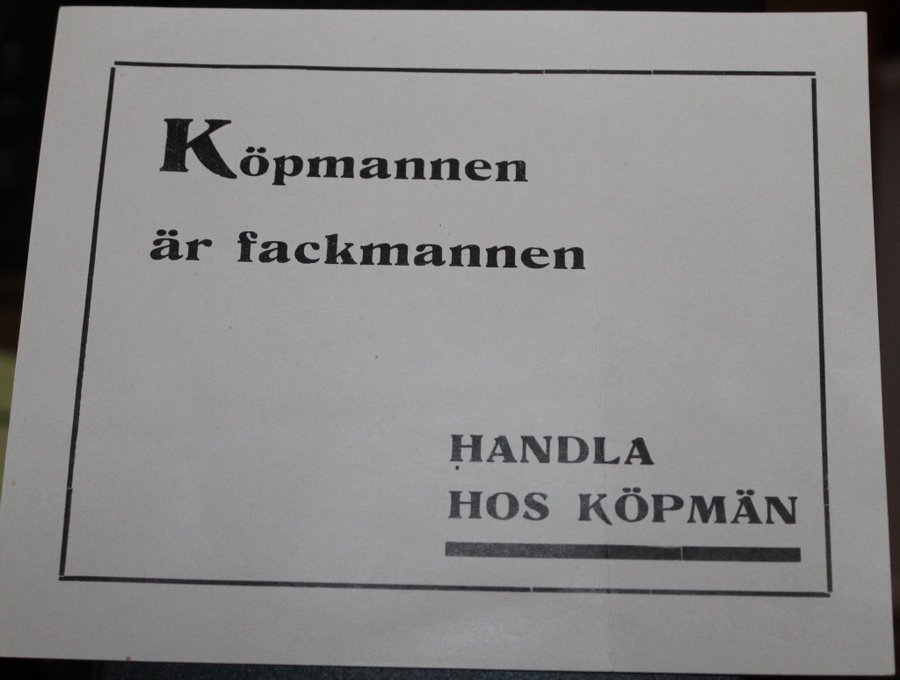 Köpmannen
är fackmannen
HANDLA
HOS KÖPMÄN